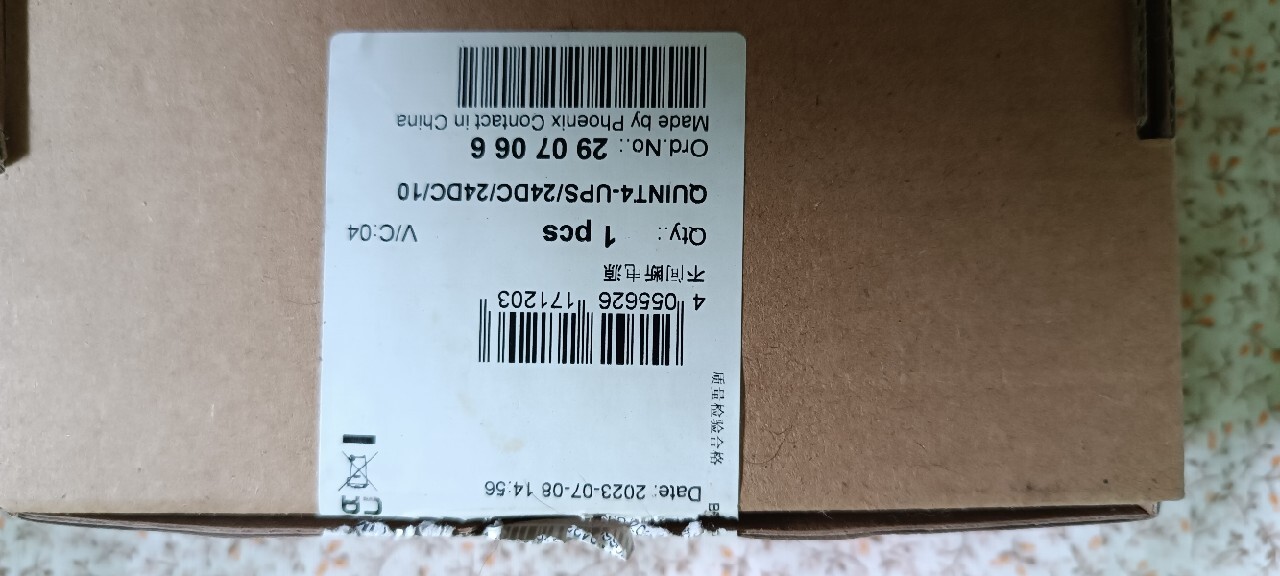 Made by Phoenix Contact in China
Ord.No.: 29 07 06 6
QUINT4-UPS/24DC/24DC/10
Qty.: 1 pcs V/C:04
不间断电源
4 055626 171203
质量检验合格
Date: 2023-07-08 14:56